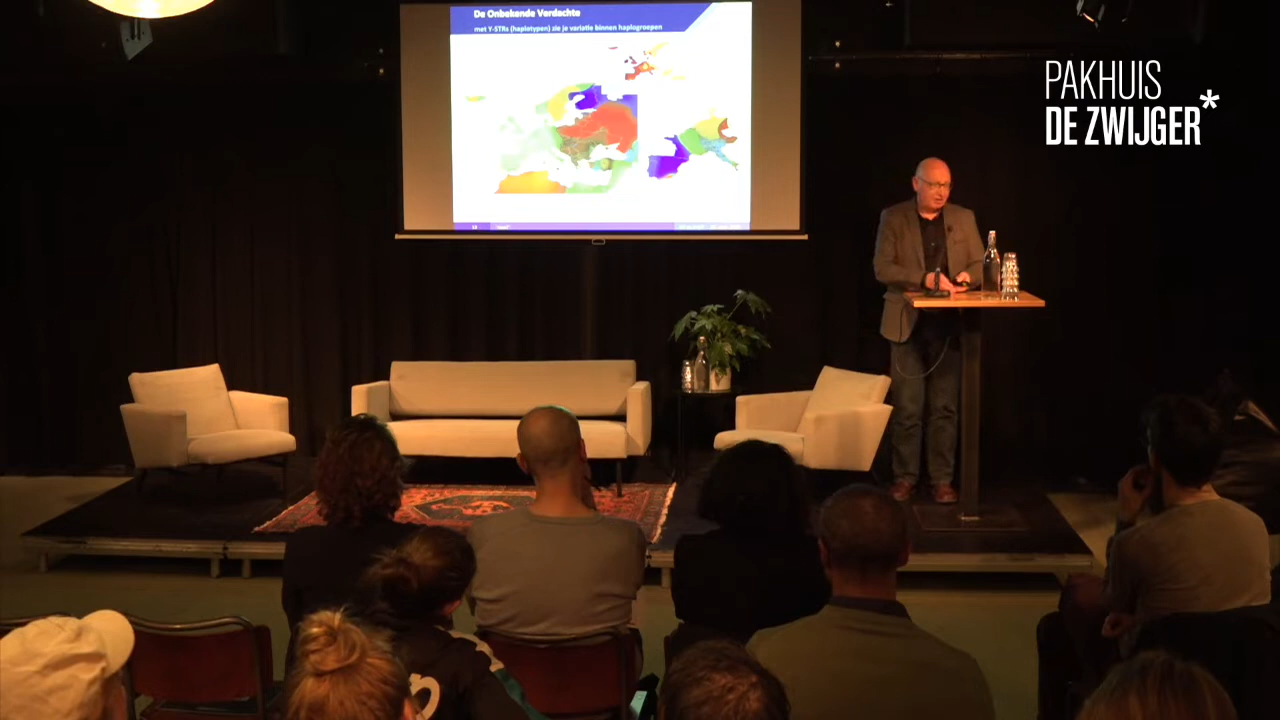 De Onbekende Verdachte
met Y-STRs (haplotypen) zie je variatie binnen haplogroepen
PAKHUIS
DE ZWIJGER*